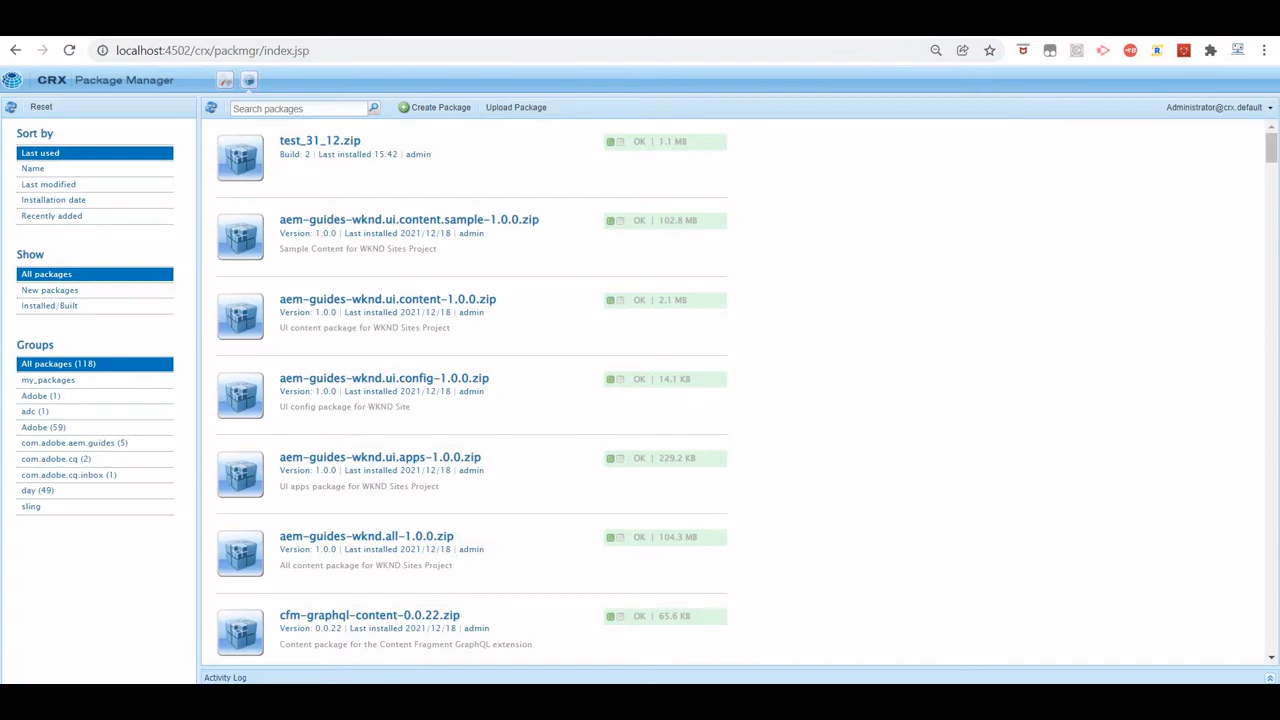 localhost:4502/crx/packmgr/index.jsp
CRX Package Manager
Reset
Search packages
Create Package
Upload Package
Administrator@crx.default
Sort by
Last used
Name
Last modified
Installation date
Recently added
Show
All packages
New packages
Installed/Built
Groups
All packages (118)
my_packages
Adobe (1)
adc (1)
Adobe (59)
com.adobe.aem.guides (5)
com.adobe.cq (2)
com.adobe.cq.inbox (1)
day (49)
sling
test_31_12.zip
Build: 2 | Last installed 15:42 | admin
OK | 1.1 MB
aem-guides-wknd.ui.content.sample-1.0.0.zip
Version: 1.0.0 | Last installed 2021/12/18 | admin
Sample Content for WKND Sites Project
OK | 102.8 MB
aem-guides-wknd.ui.content-1.0.0.zip
Version: 1.0.0 | Last installed 2021/12/18 | admin
UI content package for WKND Sites Project
OK | 2.1 MB
aem-guides-wknd.ui.config-1.0.0.zip
Version: 1.0.0 | Last installed 2021/12/18 | admin
UI config package for WKND Site
OK | 14.1 KB
aem-guides-wknd.ui.apps-1.0.0.zip
Version: 1.0.0 | Last installed 2021/12/18 | admin
UI apps package for WKND Sites Project
OK | 229.2 KB
aem-guides-wknd.all-1.0.0.zip
Version: 1.0.0 | Last installed 2021/12/18 | admin
All content package for WKND Sites Project
OK | 104.3 MB
cfm-graphql-content-0.0.22.zip
Version: 0.0.22 | Last installed 2021/12/18 | admin
Content package for the Content Fragment GraphQL extension
OK | 65.6 KB
Activity Log